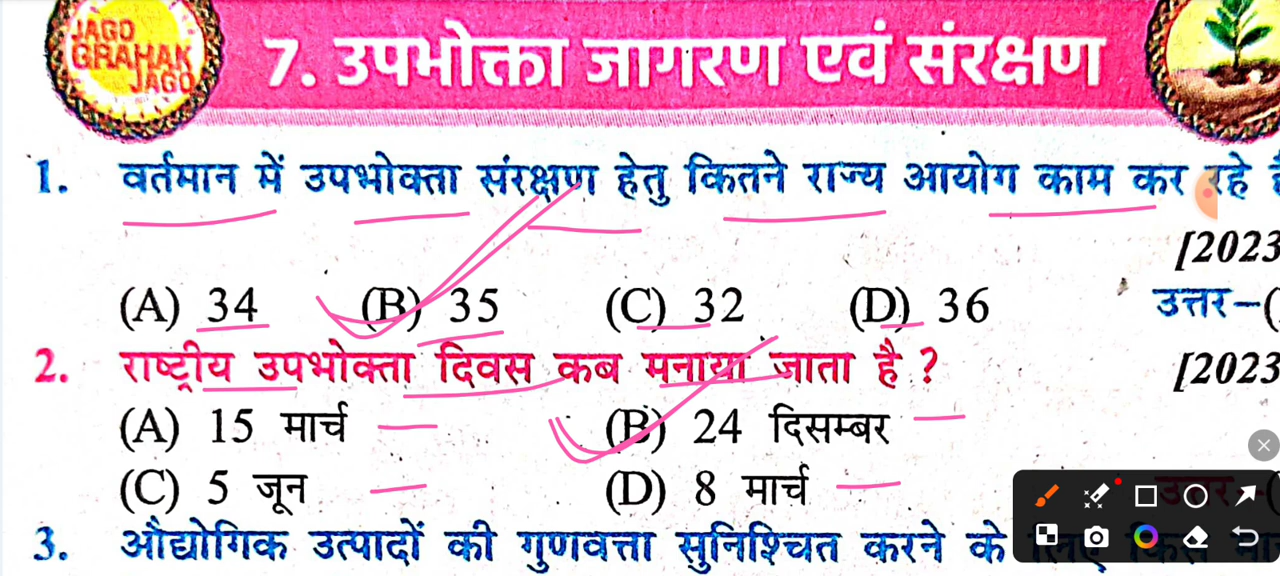 JAGO
GRAHAK
JAGO
7. उपभोक्ता जागरण एवं संरक्षण
1. वर्तमान में उपभोक्ता संरक्षण हेतु कितने राज्य आयोग काम कर रहे
[2023
(A) 34 (B) 35 (C) 32 (D) 36 उत्तर–(
2. राष्ट्रीय उपभोक्ता दिवस कब मनाया जाता है ? [2023
(A) 15 मार्च (B) 24 दिसम्बर
(C) 5 जून (D) 8 मार्च उत्तर–(
3. औद्योगिक उत्पादों की गुणवत्ता सुनिश्चित करने के लिए किस